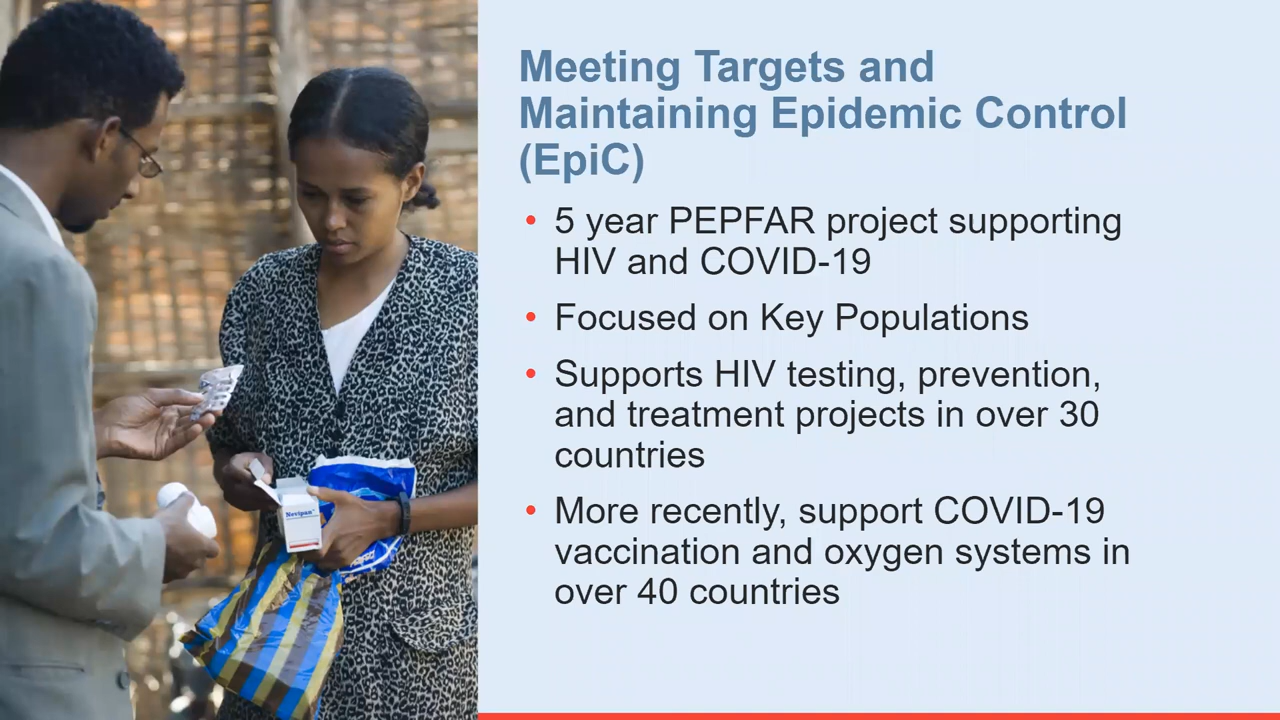 Meeting Targets and
Maintaining Epidemic Control
(EpiC)
• 5 year PEPFAR project supporting
HIV and COVID-19
• Focused on Key Populations
• Supports HIV testing, prevention,
and treatment projects in over 30
countries
• More recently, support COVID-19
vaccination and oxygen systems in
over 40 countries
Nevipan